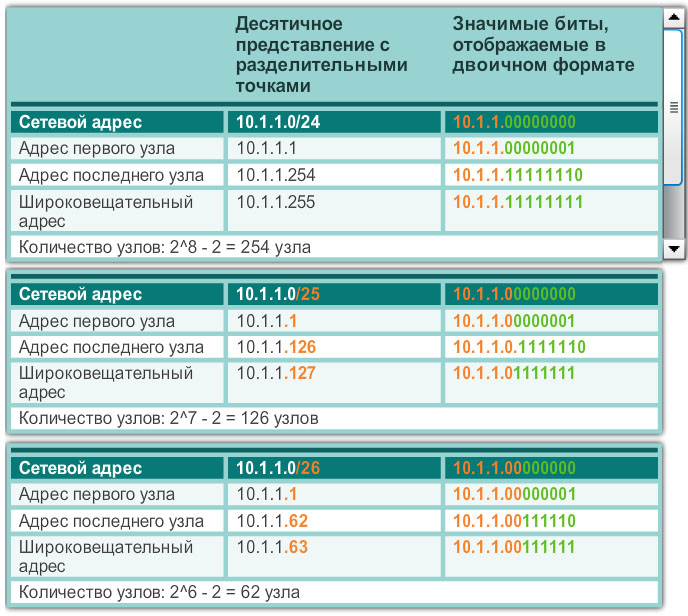 Десятичное представление с разделительными точками
Значимые биты, отображаемые в двоичном формате
Сетевой адрес 10.1.1.0/24 10.1.1.00000000
Адрес первого узла 10.1.1.1 10.1.1.00000001
Адрес последнего узла 10.1.1.254 10.1.1.11111110
Широковещательный адрес 10.1.1.255 10.1.1.11111111
Количество узлов: 2^8 - 2 = 254 узла
Сетевой адрес 10.1.1.0/25 10.1.1.00000000
Адрес первого узла 10.1.1.1 10.1.1.00000001
Адрес последнего узла 10.1.1.126 10.1.1.0.1111110
Широковещательный адрес 10.1.1.127 10.1.1.01111111
Количество узлов: 2^7 - 2 = 126 узлов
Сетевой адрес 10.1.1.0/26 10.1.1.00000000
Адрес первого узла 10.1.1.1 10.1.1.00000001
Адрес последнего узла 10.1.1.62 10.1.1.00111110
Широковещательный адрес 10.1.1.63 10.1.1.00111111
Количество узлов: 2^6 - 2 = 62 узла